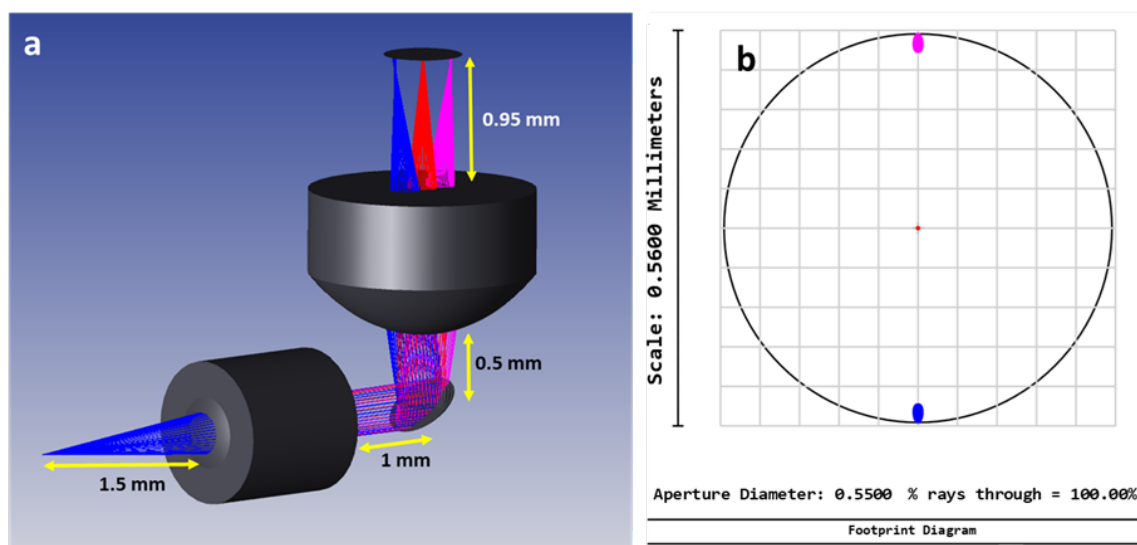 a
0.95 mm
0.5 mm
1 mm
1.5 mm
b
Scale: 0.5600 Millimeters
Aperture Diameter: 0.5500 % rays through = 100.00%
Footprint Diagram